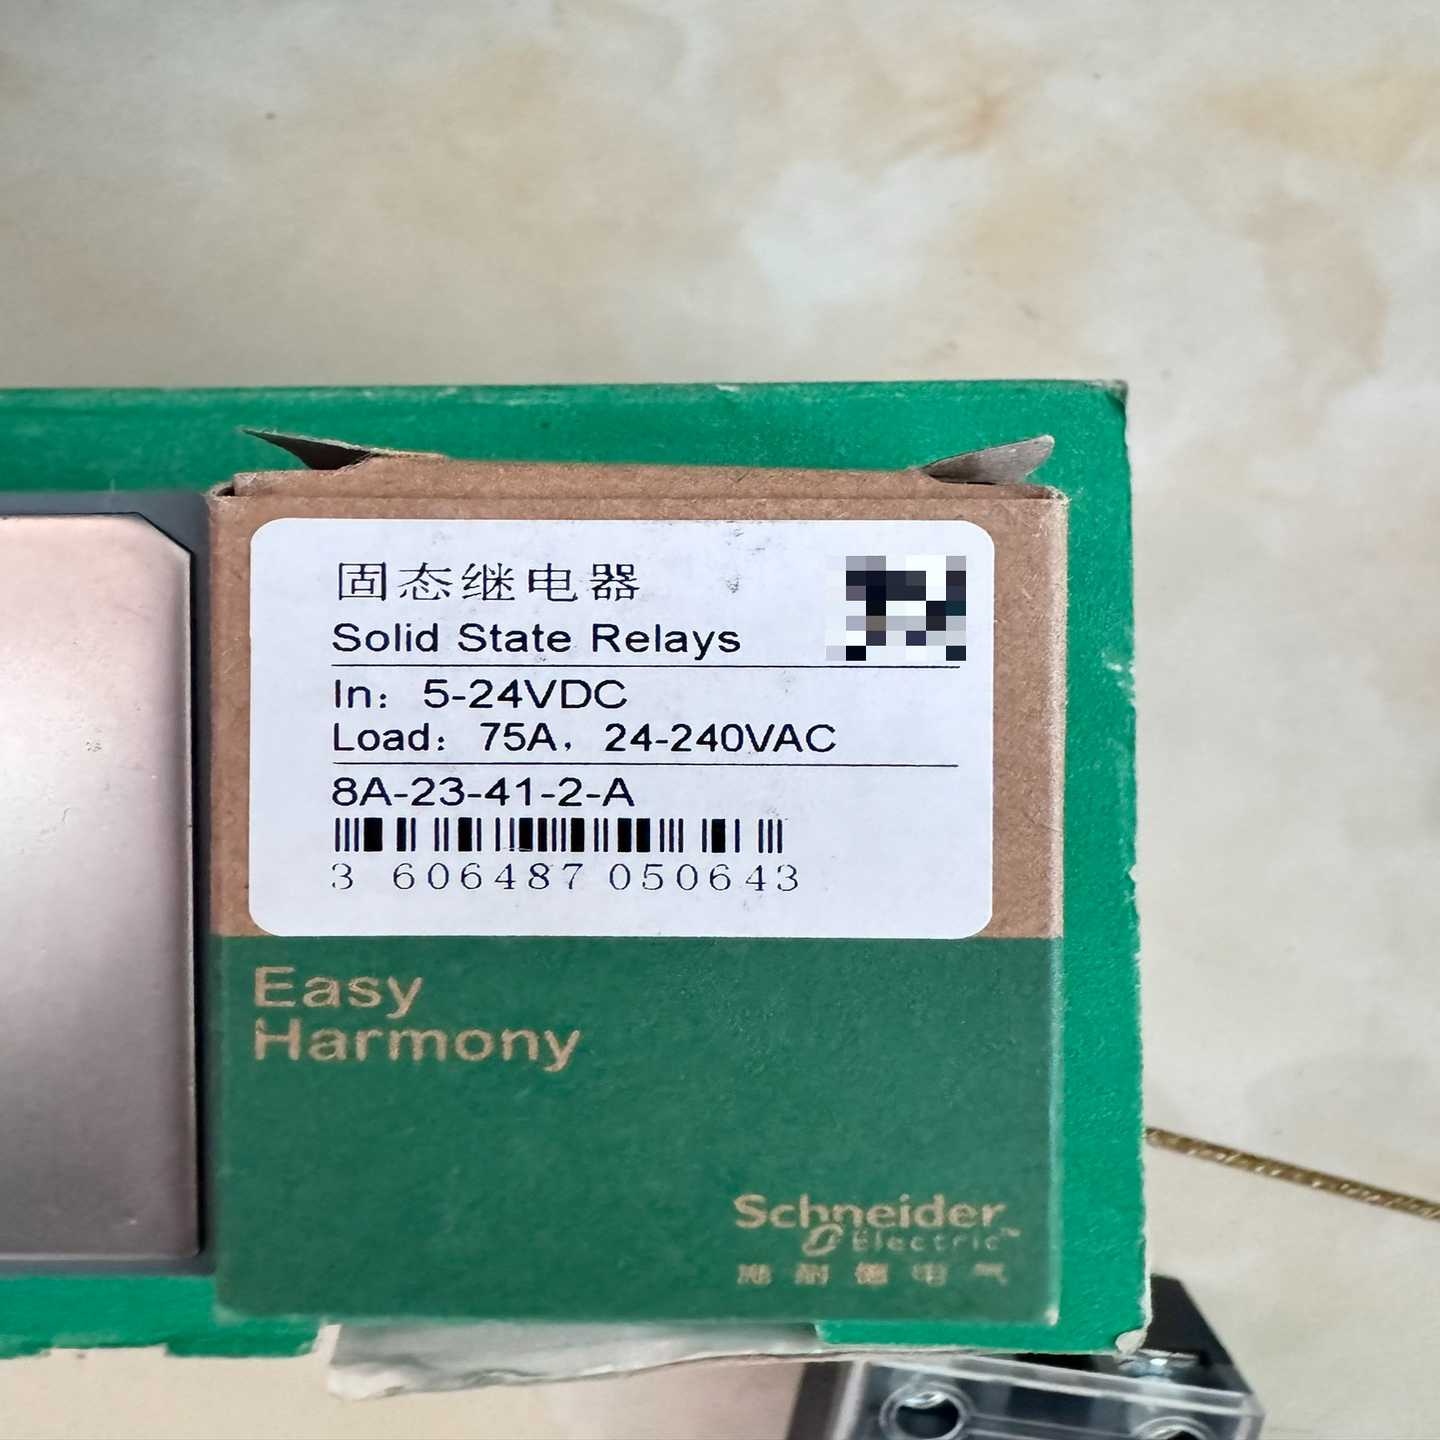 固态继电器
Solid State Relays
In: 5-24VDC
Load: 75A, 24-240VAC
8A-23-41-2-A
3 606487 050643
Easy
Harmony
Schneider
Electric™
施耐德电气